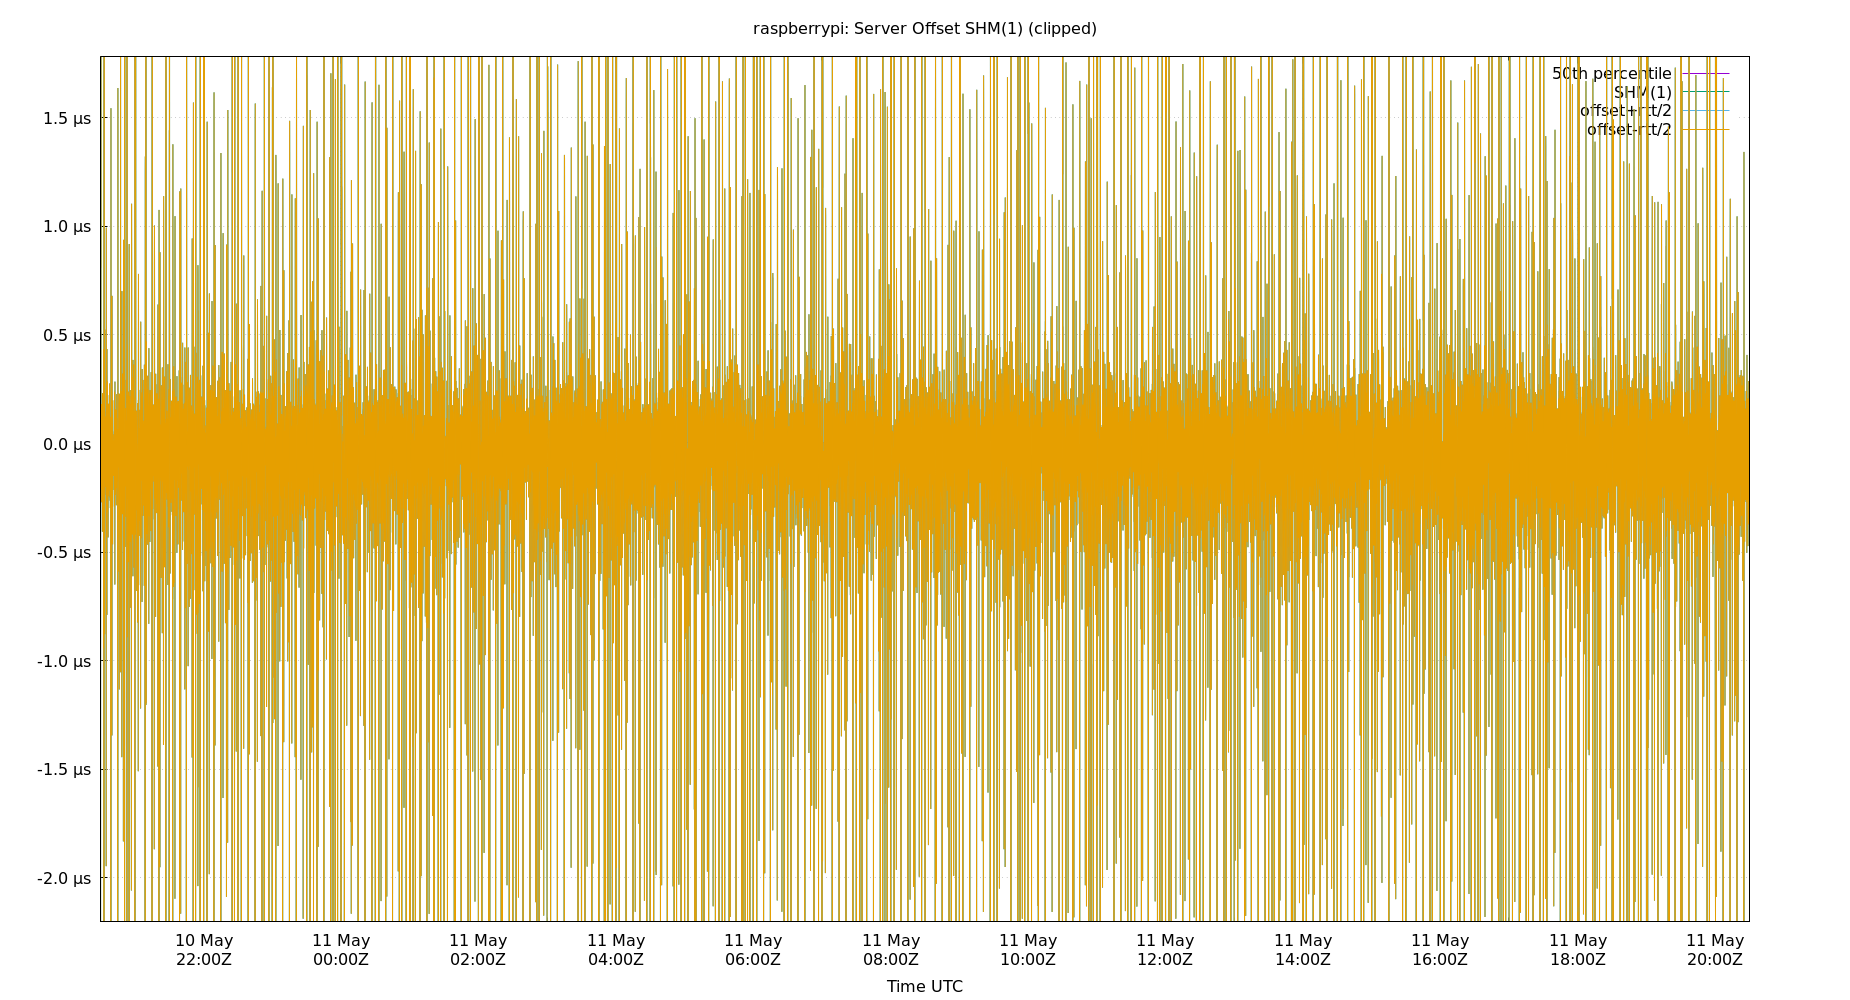 raspberrypi: Server Offset SHM(1) (clipped)
50th percentile
SHM(1)
offset+rtt/2
offset-rtt/2
1.5 µs
1.0 µs
0.5 µs
0.0 µs
-0.5 µs
-1.0 µs
-1.5 µs
-2.0 µs
10 May 11 May 11 May 11 May 11 May 11 May 11 May 11 May 11 May 11 May 11 May 11 May
22:00Z 00:00Z 02:00Z 04:00Z 06:00Z 08:00Z 10:00Z 12:00Z 14:00Z 16:00Z 18:00Z 20:00Z
Time UTC